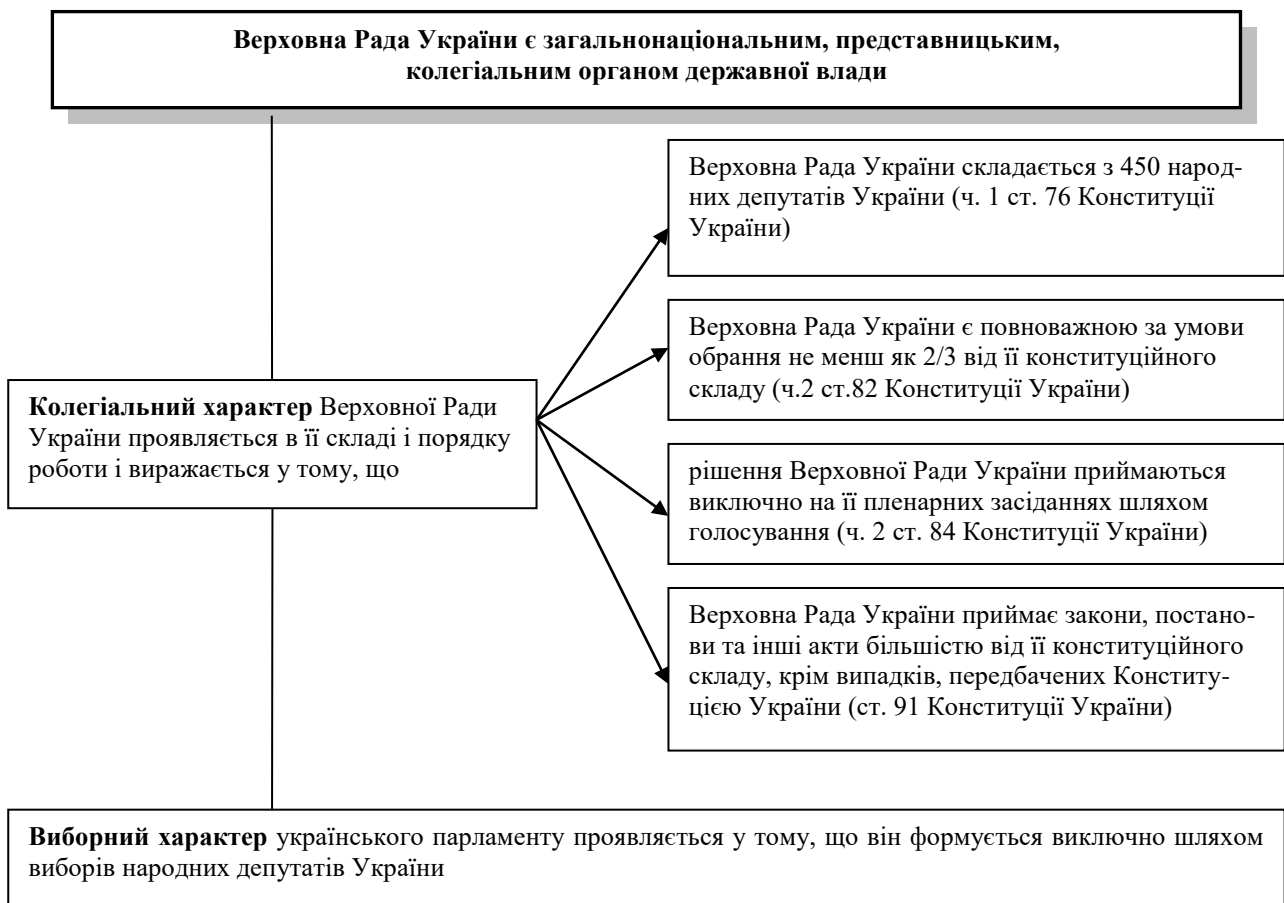 Верховна Рада України є загальнонаціональним, представницьким,
колегіальним органом державної влади
Верховна Рада України складається з 450 народ-
них депутатів України (ч. 1 ст. 76 Конституції
України)
Верховна Рада України є повноважною за умови
обрання не менш як 2/3 від її конституційного
складу (ч.2 ст.82 Конституції України)
Колегіальний характер Верховної Ради
України проявляється в її складі і порядку
роботи і виражається у тому, що
рішення Верховної Ради України приймаються
виключно на її пленарних засіданнях шляхом
голосування (ч. 2 ст. 84 Конституції України)
Верховна Рада України приймає закони, постано-
ви та інші акти більшістю від її конституційного
складу, крім випадків, передбачених Конститу-
цією України (ст. 91 Конституції України)
Виборний характер українського парламенту проявляється у тому, що він формується виключно шляхом
виборів народних депутатів України